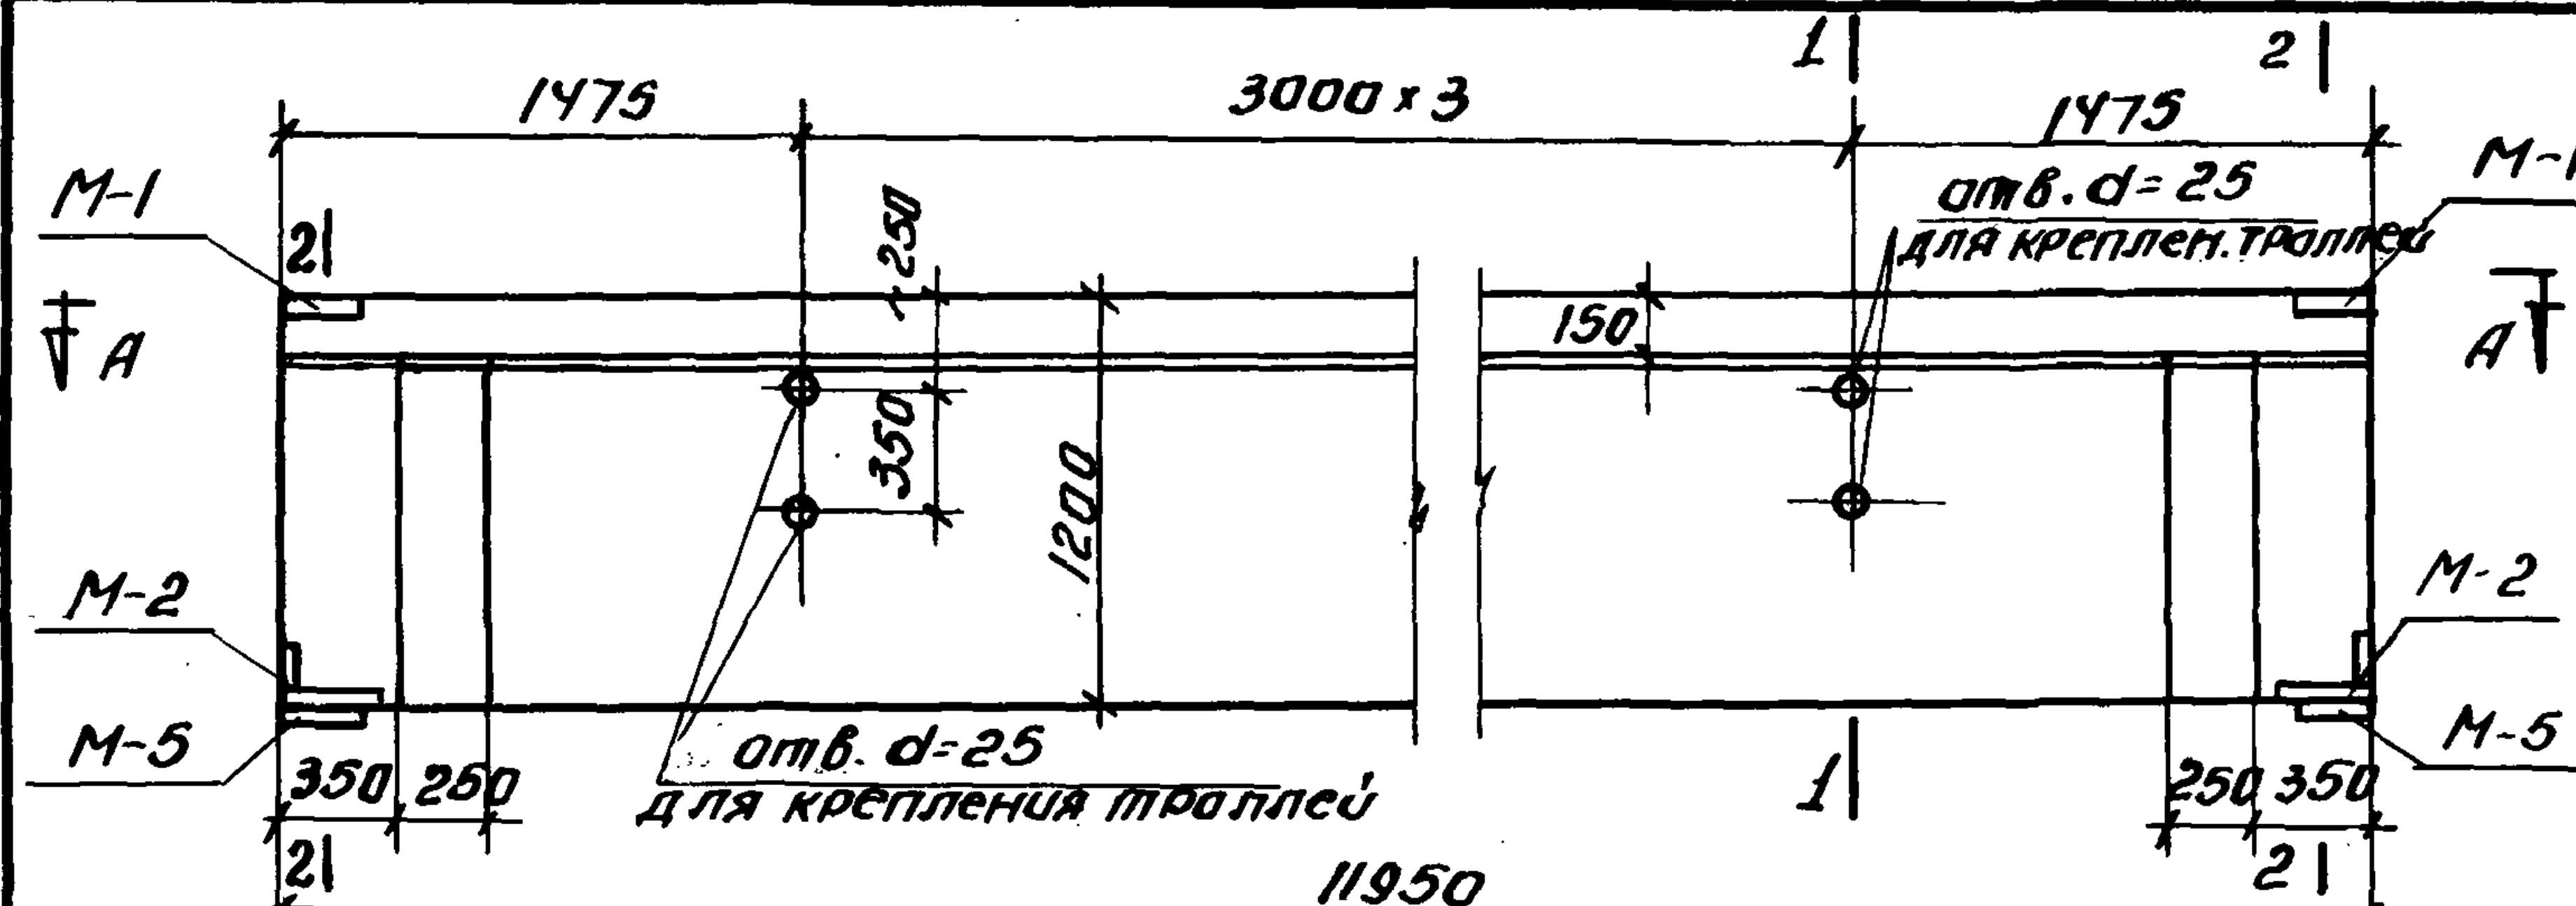 1 2
1475 3000 x 3 1475
М-1 М-1
отв. d= 25
для креплен. троллей
2 250
150
А А
350
1200
М-2 М-2
М-5 М-5
отв. d=25
для крепления троллей
350 250 250 350
1
2 2
11950